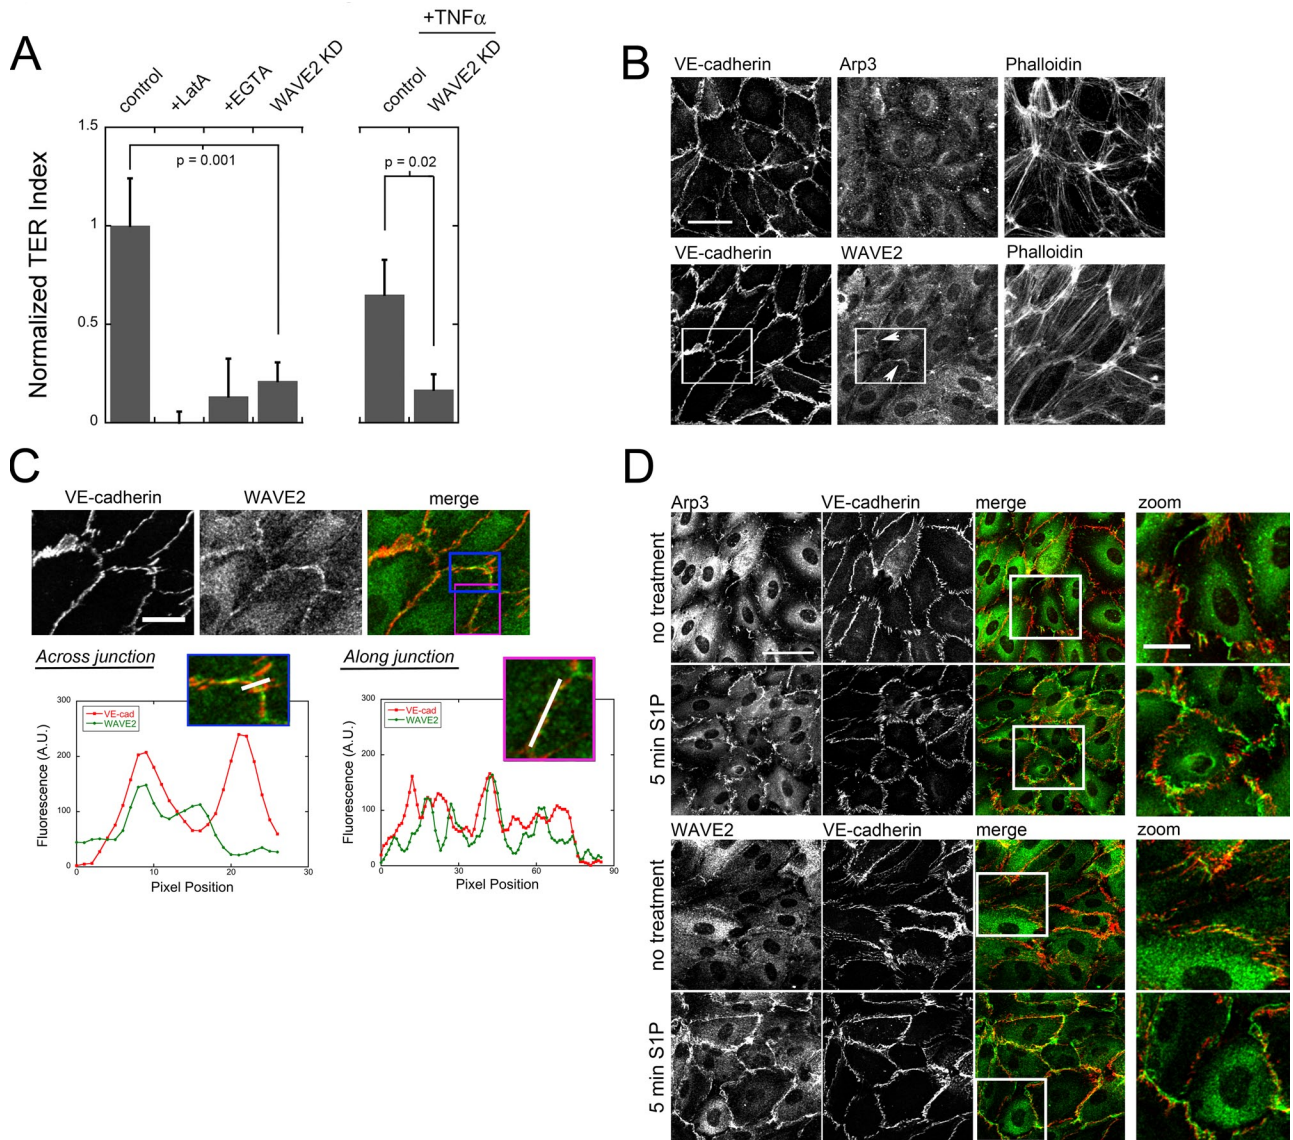 A
+TNFα
control
+LatA
+EGTA
WAVE2 KD
control
WAVE2 KD
Normalized TER Index
1.5
1
0.5
0
p = 0.001
p = 0.02
B
VE-cadherin Arp3 Phalloidin
VE-cadherin WAVE2 Phalloidin
C
VE-cadherin WAVE2 merge
Across junction
Fluorescence (A.U.)
300
200
100
0
VE-cad
WAVE2
0 10 20 30
Pixel Position
Along junction
Fluorescence (A.U.)
300
200
100
0
VE-cad
WAVE2
0 30 60 90
Pixel Position
D
Arp3 VE-cadherin merge zoom
no treatment
5 min S1P
WAVE2 VE-cadherin merge zoom
no treatment
5 min S1P